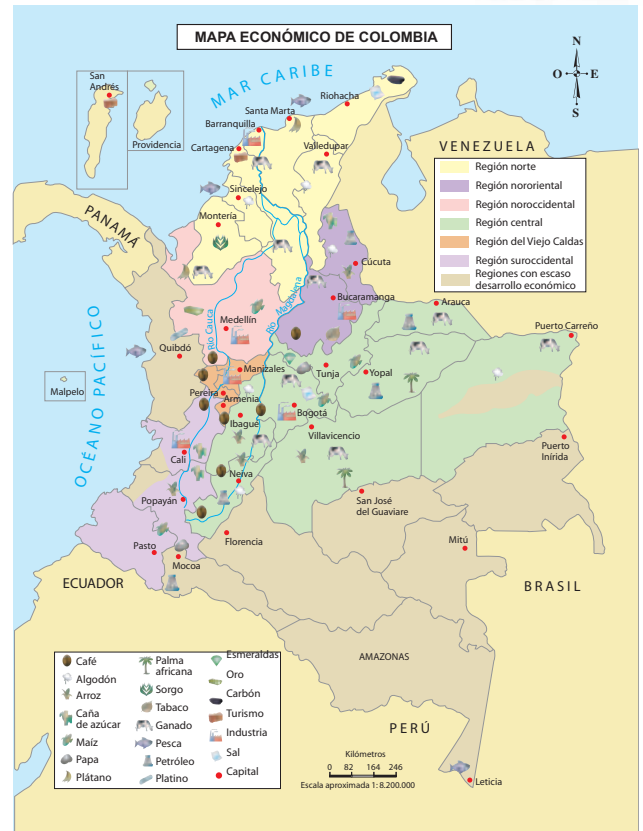 MAPA ECONÓMICO DE COLOMBIA
MAR CARIBE
N
O
E
S
San
Andrés
Providencia
Riohacha
Santa Marta
Barranquilla
Cartagena
Valledupar
Sincelejo
Montería
PANAMÁ
VENEZUELA
Región norte
Región nororiental
Región noroccidental
Región central
Región del Viejo Caldas
Región suroccidental
Regiones con escaso
desarrollo económico
Cúcuta
Bucaramanga
Arauca
Puerto Carreño
Río Magdalena
Río Cauca
Medellín
Quibdó
OCÉANO PACÍFICO
Malpelo
Manizales
Pereira
Armenia
Tunja
Yopal
Bogotá
Ibagué
Villavicencio
Puerto
Inírida
Cali
Neiva
Popayán
San José
del Guaviare
Pasto
Florencia
Mocoa
Mitú
ECUADOR
BRASIL
AMAZONAS
PERÚ
Leticia
Café
Algodón
Arroz
Caña
de azúcar
Maíz
Papa
Plátano
Palma
africana
Sorgo
Tabaco
Ganado
Pesca
Petróleo
Platino
Esmeraldas
Oro
Carbón
Turismo
Industria
Sal
Capital
Kilómetros
0 82 164 246
Escala aproximada 1: 8.200.000